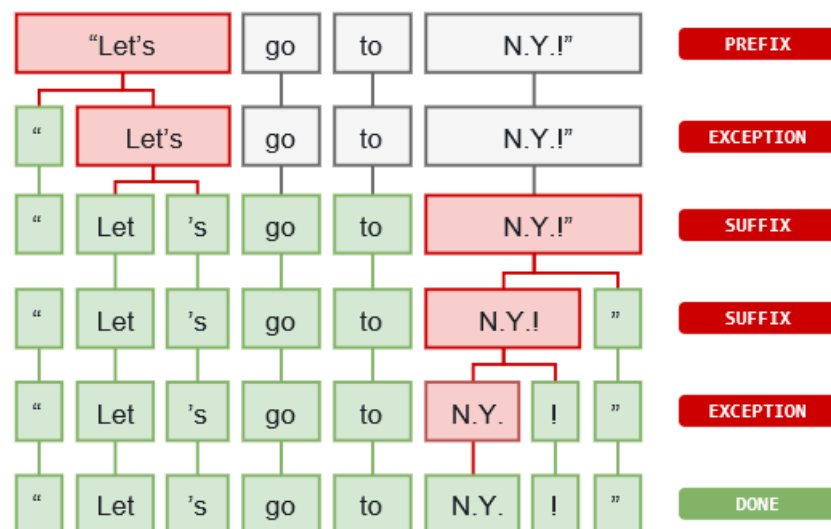 “Let’s go to N.Y.!” PREFIX
“ Let’s go to N.Y.!” EXCEPTION
“ Let ’s go to N.Y.!” SUFFIX
“ Let ’s go to N.Y.! ” SUFFIX
“ Let ’s go to N.Y. ! ” EXCEPTION
“ Let ’s go to N.Y. ! ” DONE